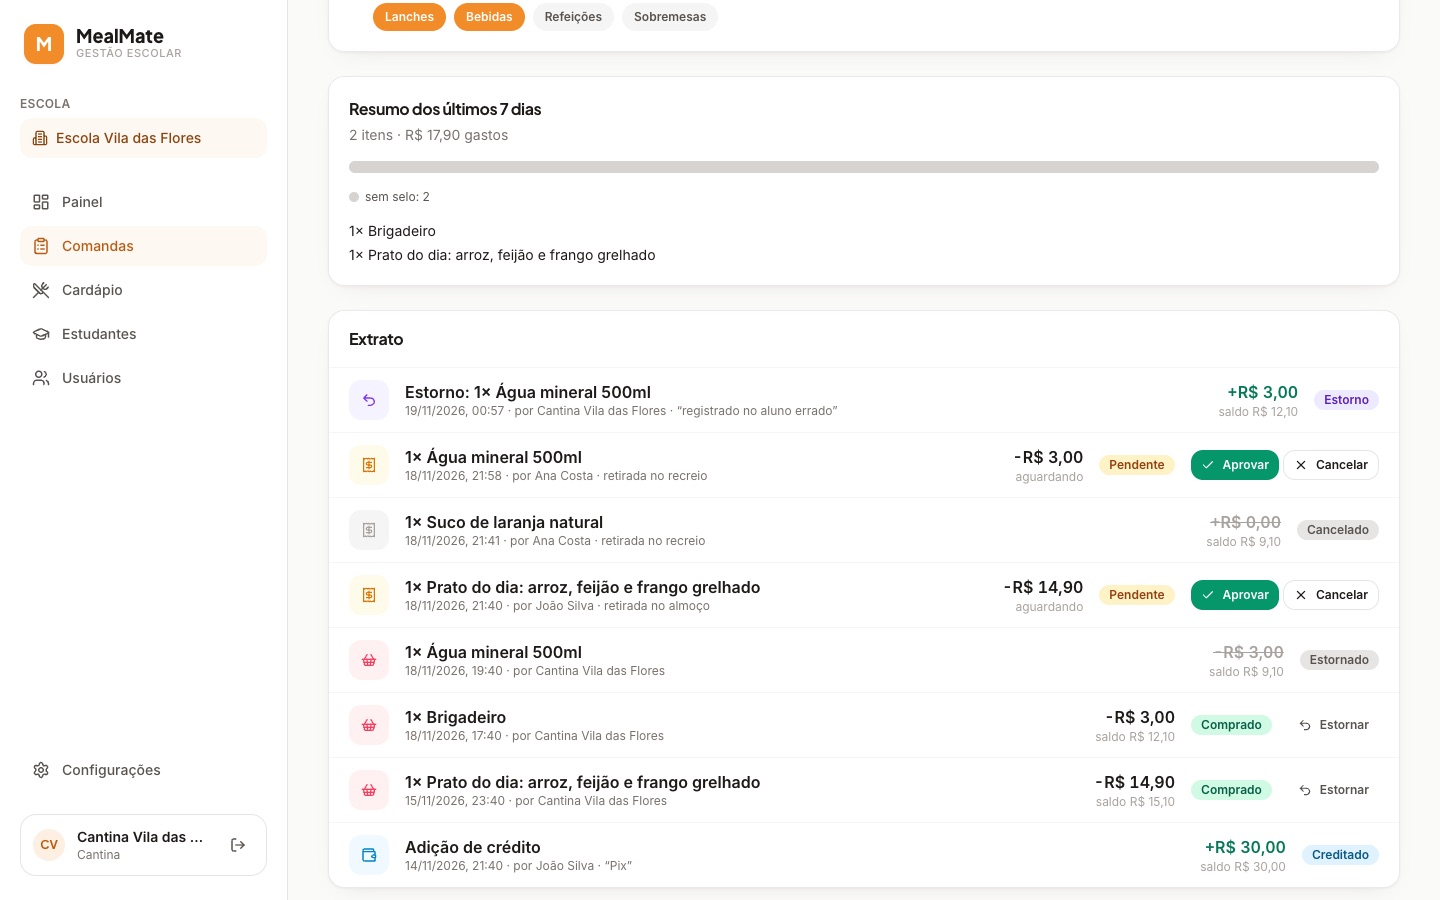 M
MealMate
GESTÃO ESCOLAR
ESCOLA
Escola Vila das Flores
Painel
Comandas
Cardápio
Estudantes
Usuários
Configurações
CV
Cantina Vila das ...
Cantina
Lanches Bebidas Refeições Sobremesas
Resumo dos últimos 7 dias
2 itens · R$ 17,90 gastos
sem selo: 2
1× Brigadeiro
1× Prato do dia: arroz, feijão e frango grelhado
Extrato
Estorno: 1× Água mineral 500ml
19/11/2026, 00:57 · por Cantina Vila das Flores · “registrado no aluno errado”
+R$ 3,00
saldo R$ 12,10
Estorno
1× Água mineral 500ml
18/11/2026, 21:58 · por Ana Costa · retirada no recreio
-R$ 3,00
aguardando
Pendente
Aprovar
Cancelar
1× Suco de laranja natural
18/11/2026, 21:41 · por Ana Costa · retirada no recreio
+R$ 0,00
saldo R$ 9,10
Cancelado
1× Prato do dia: arroz, feijão e frango grelhado
18/11/2026, 21:40 · por João Silva · retirada no almoço
-R$ 14,90
aguardando
Pendente
Aprovar
Cancelar
1× Água mineral 500ml
18/11/2026, 19:40 · por Cantina Vila das Flores
-R$ 3,00
saldo R$ 9,10
Estornado
1× Brigadeiro
18/11/2026, 17:40 · por Cantina Vila das Flores
-R$ 3,00
saldo R$ 12,10
Comprado
Estornar
1× Prato do dia: arroz, feijão e frango grelhado
15/11/2026, 23:40 · por Cantina Vila das Flores
-R$ 14,90
saldo R$ 15,10
Comprado
Estornar
Adição de crédito
14/11/2026, 21:40 · por João Silva · “Pix”
+R$ 30,00
saldo R$ 30,00
Creditado